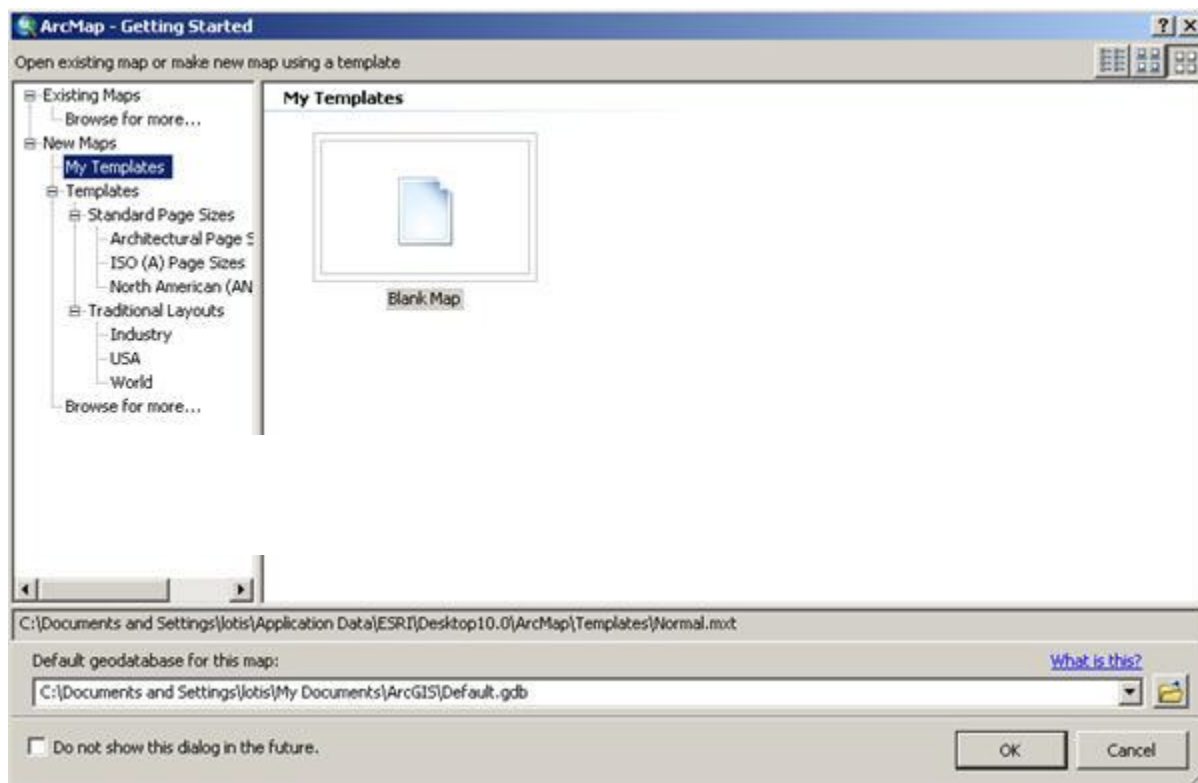 ArcMap - Getting Started
Open existing map or make new map using a template
Existing Maps
Browse for more...
New Maps
My Templates
Templates
Standard Page Sizes
Architectural Page S
ISO (A) Page Sizes
North American (AN
Traditional Layouts
Industry
USA
World
Browse for more...
My Templates
Blank Map
C:\Documents and Settings\lotis\Application Data\ESRI\Desktop10.0\ArcMap\Templates\Normal.mxt
Default geodatabase for this map:
What is this?
C:\Documents and Settings\lotis\My Documents\ArcGIS\Default.gdb
Do not show this dialog in the future.
OK
Cancel